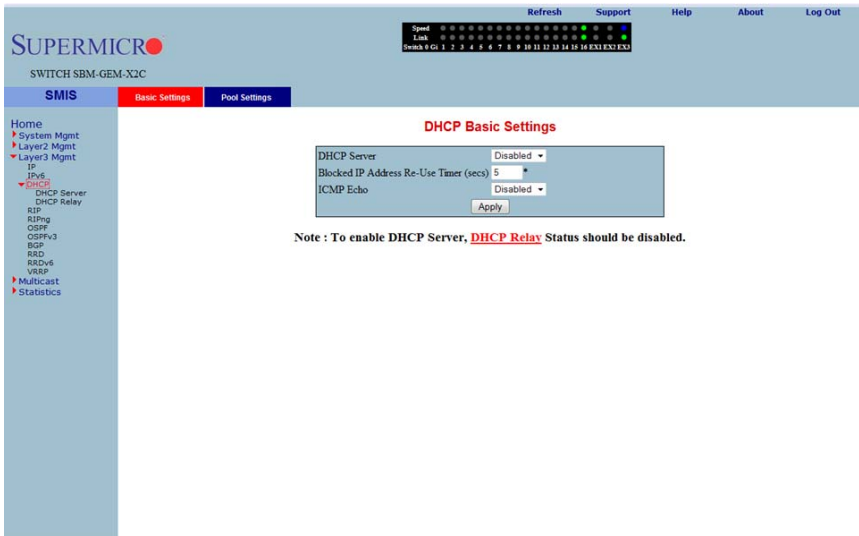 Refresh Support Help About Log Out
SUPERMICRO
Speed
Link
Switch 0 Gi 1 2 3 4 5 6 7 8 9 10 11 12 13 14 15 16 EX1 EX2 EX3
SWITCH SBM-GEM-X2C
SMIS
Basic Settings Pool Settings
Home
System Mgmt
Layer2 Mgmt
Layer3 Mgmt
IP
IPv6
DHCP
DHCP Server
DHCP Relay
RIP
RIPng
OSPF
OSPFv3
BGP
RRD
RRDv6
VRRP
Multicast
Statistics
DHCP Basic Settings
DHCP Server Disabled
Blocked IP Address Re-Use Timer (secs) 5 *
ICMP Echo Disabled
Apply
Note : To enable DHCP Server, DHCP Relay Status should be disabled.